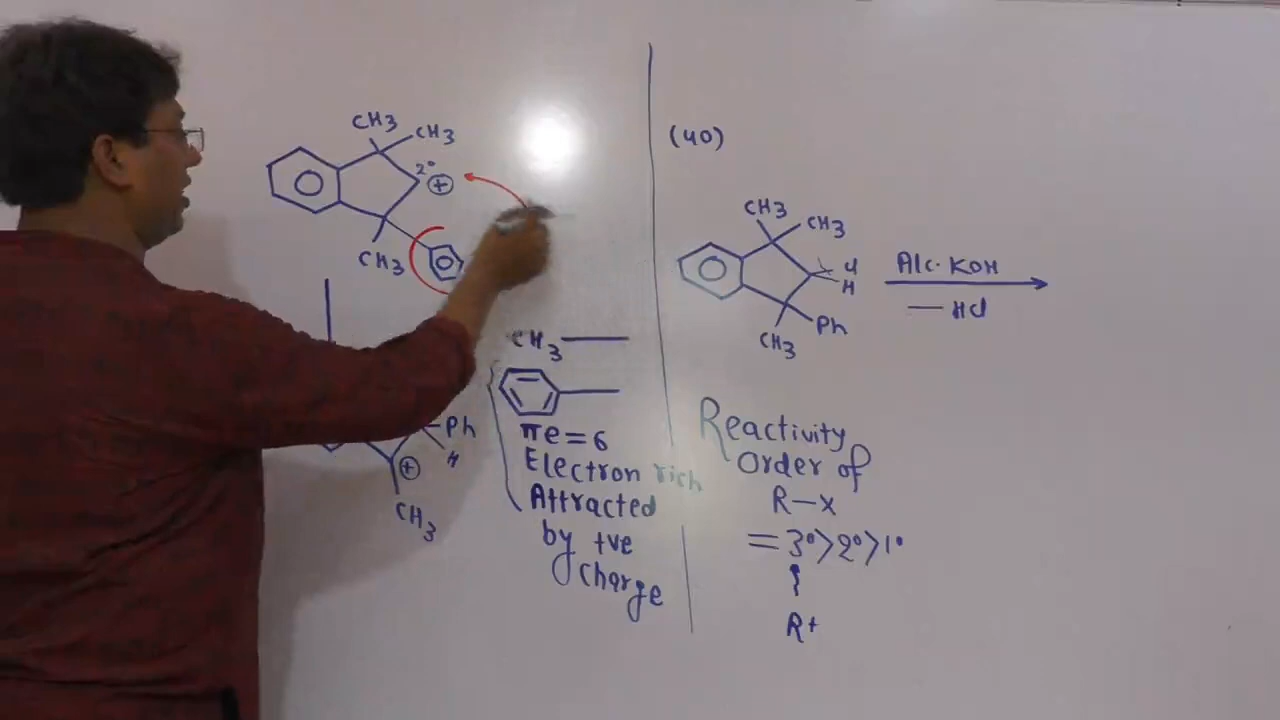 CH3
CH3
2°
+
CH3
Ph
H
+
CH3
CH3
πe = 6
Electron rich
Attracted
by +ve
charge
(40)
CH3
CH3
H
CH3
Ph
Alc. KOH
— HCl
Reactivity
Order of
R-X
= 3°>2°>1°
R+